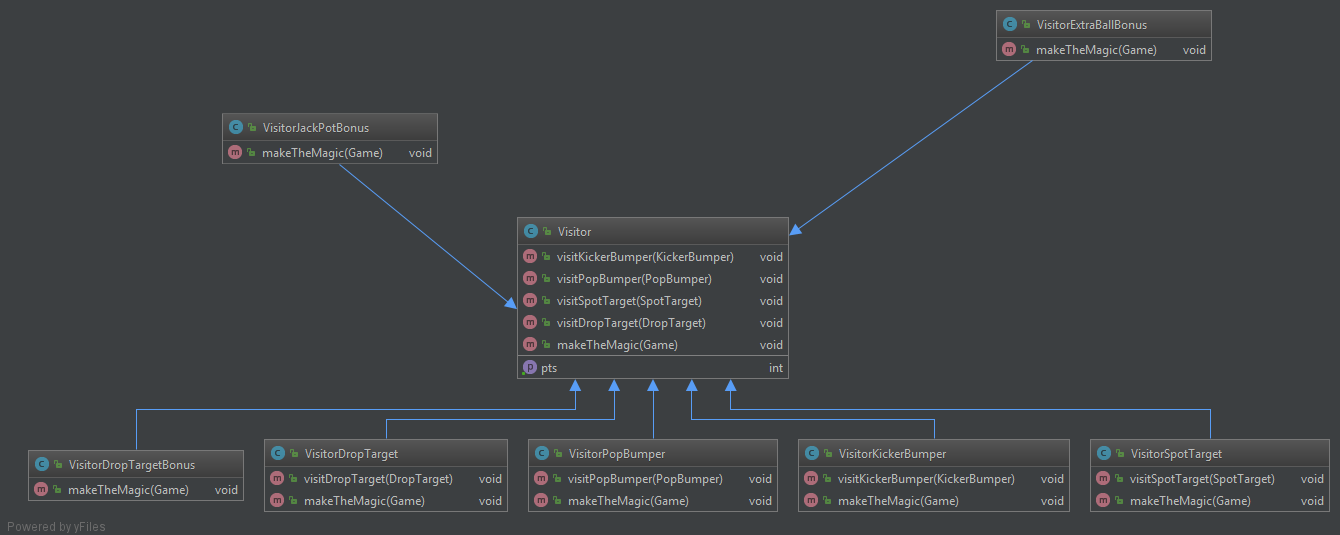 VisitorExtraBallBonus
makeTheMagic(Game) void
VisitorJackPotBonus
makeTheMagic(Game) void
Visitor
visitKickerBumper(KickerBumper) void
visitPopBumper(PopBumper) void
visitSpotTarget(SpotTarget) void
visitDropTarget(DropTarget) void
makeTheMagic(Game) void
pts int
VisitorDropTargetBonus
makeTheMagic(Game) void
VisitorDropTarget
visitDropTarget(DropTarget) void
makeTheMagic(Game) void
VisitorPopBumper
visitPopBumper(PopBumper) void
makeTheMagic(Game) void
VisitorKickerBumper
visitKickerBumper(KickerBumper) void
makeTheMagic(Game) void
VisitorSpotTarget
visitSpotTarget(SpotTarget) void
makeTheMagic(Game) void
Powered by yFiles